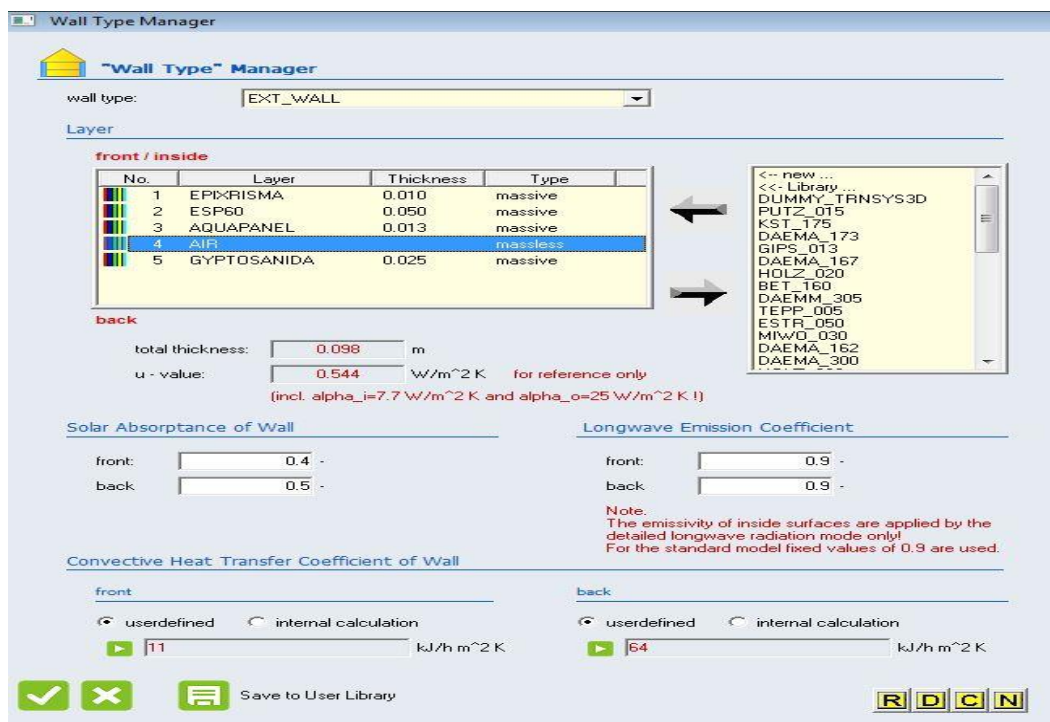 Wall Type Manager
"Wall Type" Manager
wall type: EXT_WALL
Layer
front / inside
No. Layer Thickness Type
1 EPIXRISMA 0.010 massive
2 ESP60 0.050 massive
3 AQUAPANEL 0.013 massive
4 AIR massless
5 GYPTOSANIDA 0.025 massive
back
<-- new ...
<<- Library ...
DUMMY_TRNSYS3D
PUTZ_015
KST_175
DAEMA_173
GIPS_013
DAEMA_167
HOLZ_020
BET_160
DAEMM_305
TEPP_005
ESTR_050
MIWO_030
DAEMA_162
DAEMA_300
total thickness: 0.098 m
u - value: 0.544 W/m^2 K for reference only
(incl. alpha_i=7.7 W/m^2 K and alpha_o=25 W/m^2 K !)
Solar Absorptance of Wall
front: 0.4 -
back 0.5 -
Longwave Emission Coefficient
front: 0.9 -
back 0.9 -
Note.
The emissivity of inside surfaces are applied by the
detailed longwave radiation mode only!
For the standard model fixed values of 0.9 are used.
Convective Heat Transfer Coefficient of Wall
front
userdefined internal calculation
11 kJ/h m^2 K
back
userdefined internal calculation
64 kJ/h m^2 K
Save to User Library
R D C N